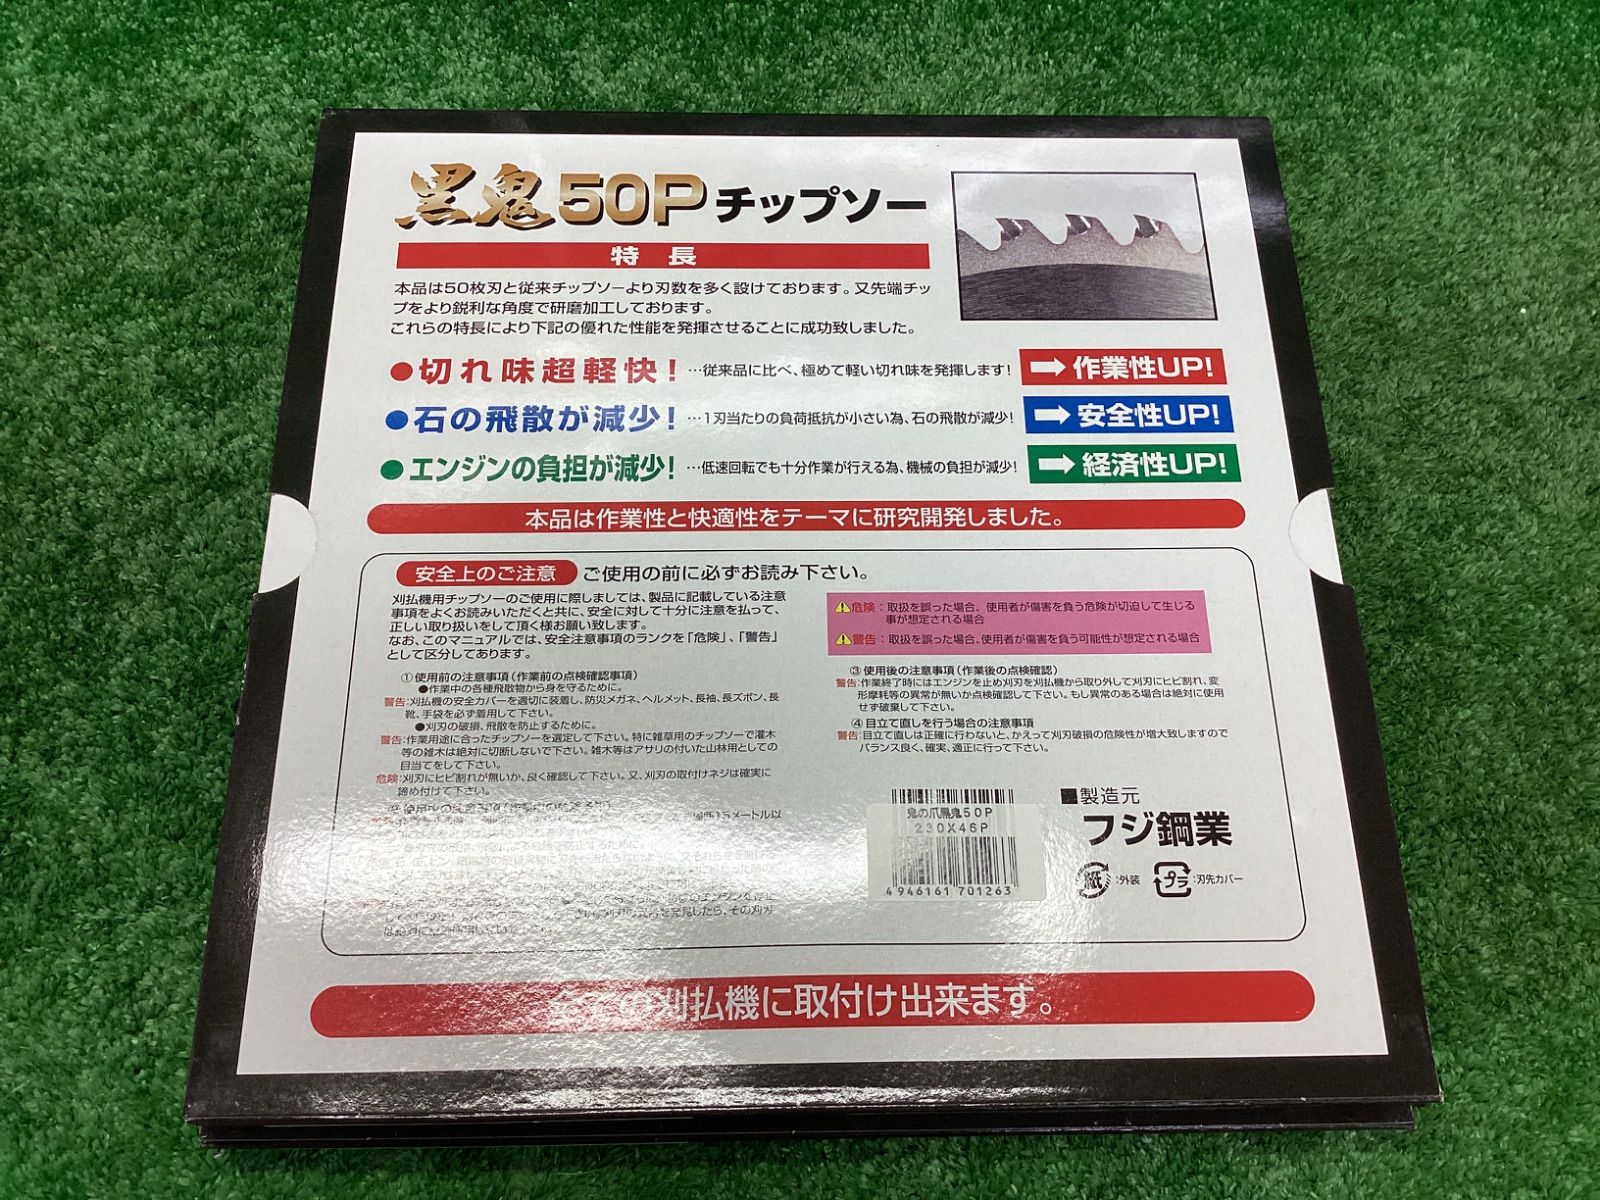 黒鬼50Pチップソー
特長
本品は50枚刃と従来チップソーより刃数を多く設けております。又先端チッ
プをより鋭利な角度で研磨加工しております。
これらの特長により下記の優れた性能を発揮させることに成功致しました。
●切れ味超軽快！…従来品に比べ、極めて軽い切れ味を発揮します！ ➡作業性UP！
●石の飛散が減少！…1刃当たりの負荷抵抗が小さい為、石の飛散が減少！ ➡安全性UP！
●エンジンの負担が減少！…低速回転でも十分作業が行える為、機械の負担が減少！ ➡経済性UP！
本品は作業性と快適性をテーマに研究開発しました。
安全上のご注意 ご使用の前に必ずお読み下さい。
刈払機用チップソーのご使用に際しましては、製品に記載している注意
事項をよくお読みいただくと共に、安全に対して十分に注意を払って、
正しい取り扱いをして頂く様お願い致します。
なお、このマニュアルでは、安全注意事項のランクを「危険」、「警告」
として区分してあります。
①使用前の注意事項(作業前の点検確認事項)
●作業中の各種飛散物から身を守るために。
警告:刈払機の安全カバーを適切に装着し、防災メガネ、ヘルメット、長袖、長ズボン、長
靴、手袋を必ず着用して下さい。
●刈刃の破損、飛散を防止するために。
警告:作業用途に合ったチップソーを選定して下さい。特に雑草用のチップソーで灌木
等の雑木は絶対に切断しないで下さい。雑木等はアサリの付いた山林用としての
目当てをして下さい。
危険:刈刃にヒビ割れが無いか、良く確認して下さい。又、刈刃の取付けネジは確実に
締め付けて下さい。
15メートル以
を発見したら、その刈刃
⚠危険：取扱を誤った場合、使用者が傷害を負う危険が切迫して生じる
事が想定される場合
⚠警告：取扱を誤った場合、使用者が傷害を負う可能性が想定される場合
③使用後の注意事項(作業後の点検確認)
警告:作業終了時にはエンジンを止め刈刃を刈払機から取り外して刈刃にヒビ割れ、変
形摩耗等の異常が無いか点検確認して下さい。もし異常のある場合は絶対に使用
せず破棄して下さい。
④目立て直しを行う場合の注意事項
警告:目立て直しは正確に行わないと、かえって刈刃破損の危険性が増大致しますので
バランス良く、確実、適正に行って下さい。
鬼の爪黒鬼50P
230X46P
4946161701263
■製造元
フジ鋼業
紙:外装 プラ:刃先カバー
全ての刈払機に取付け出来ます。